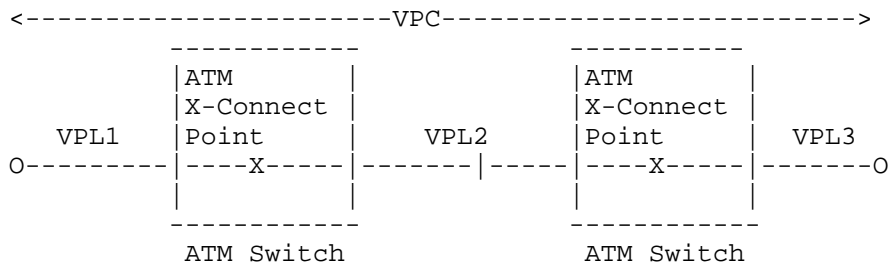 <-----------------------VPC-------------------------->
------------ -----------
|ATM | |ATM |
|X-Connect | |X-Connect |
VPL1 |Point | VPL2 |Point | VPL3
O---------|----X-----|-------|-----|----X-----|-------O
| | | |
------------ ------------
ATM Switch ATM Switch